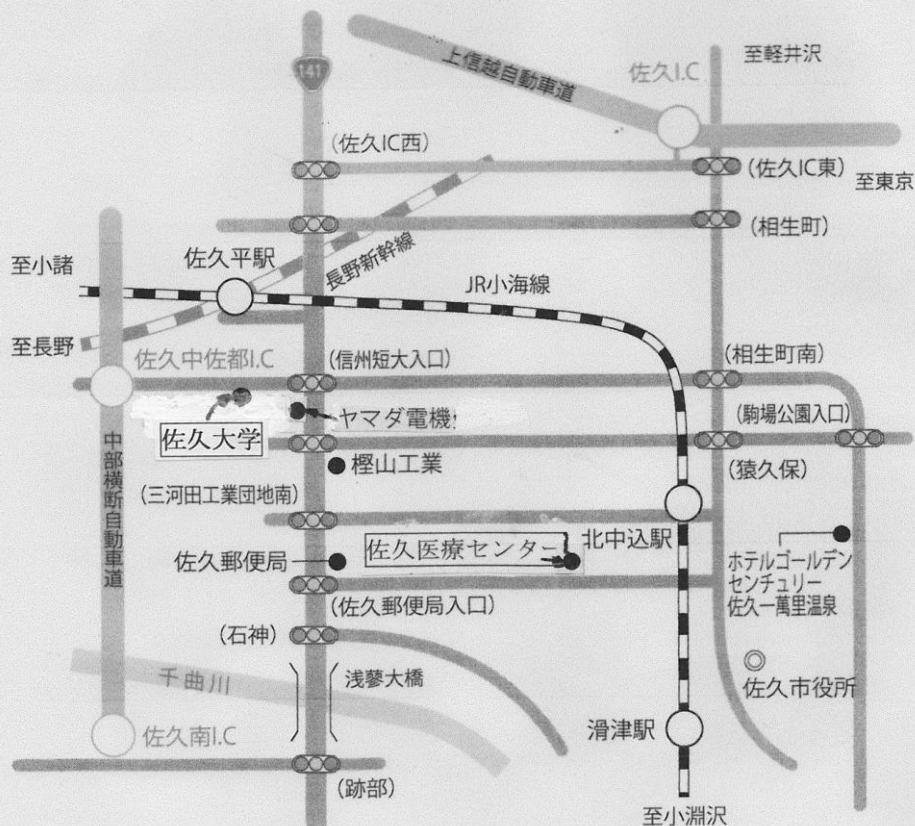 141
上信越自動車道
佐久I.C
至軽井沢
(佐久IC西)
(佐久IC東)
至東京
(相生町)
佐久平駅
長野新幹線
至小諸
JR小海線
至長野
佐久中佐都I.C
(信州短大入口)
(相生町南)
佐久大学
ヤマダ電機
(駒場公園入口)
樫山工業
(猿久保)
中部横断自動車道
(三河田工業団地南)
佐久郵便局
佐久医療センター
北中込駅
ホテルゴールデン
センチュリー
佐久一萬里温泉
(佐久郵便局入口)
(石神)
千曲川
浅蓼大橋
佐久市役所
佐久南I.C
滑津駅
(跡部)
至小淵沢